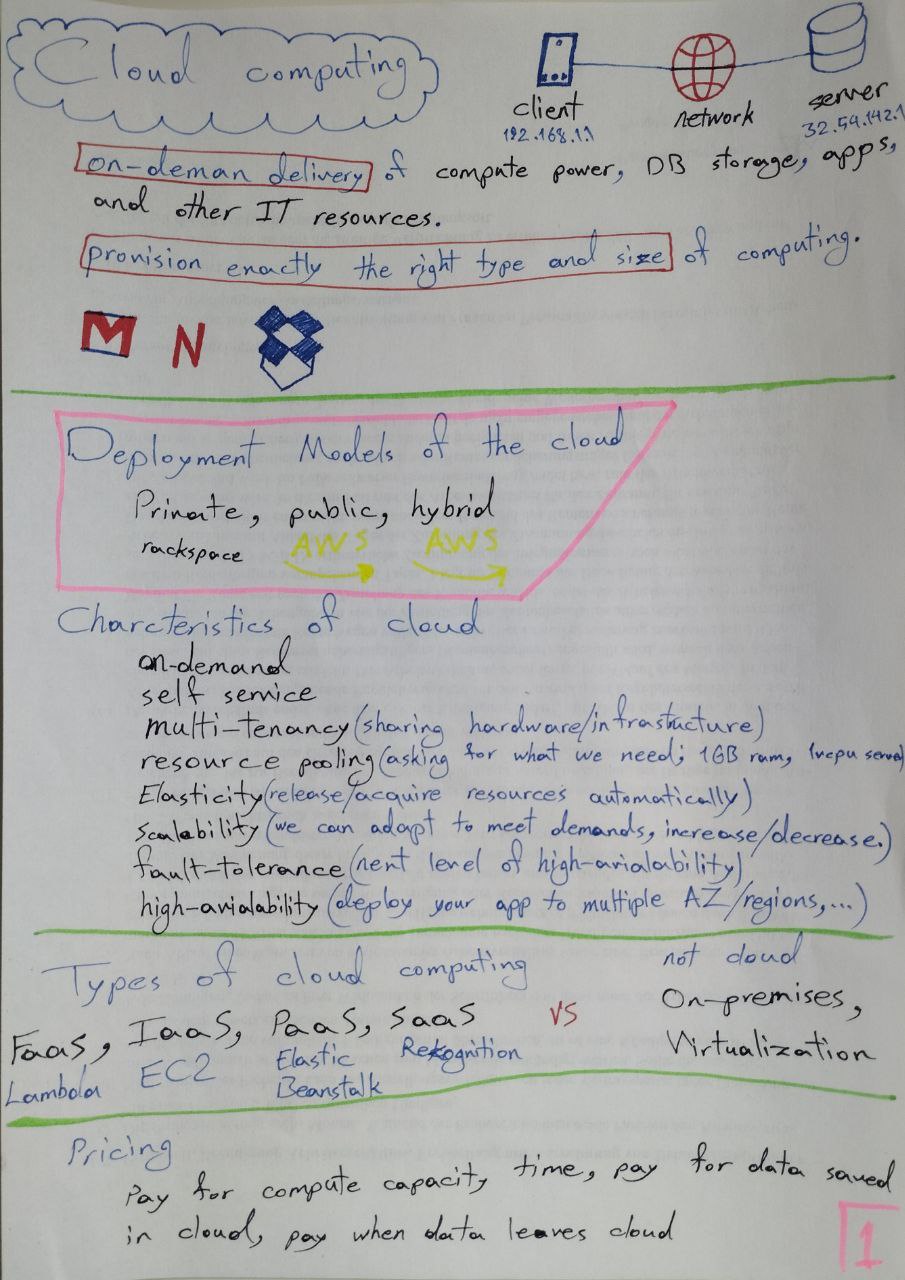 Cloud computing
client
192.168.1.1
network
server
32.54.142.1
on-deman delivery of compute power, DB storage, apps,
and other IT resources.
provision enactly the right type and size of computing.
M N
Deployment Models of the cloud
Private, public, hybrid
rackspace AWS AWS
Charcteristics of cloud
on-demand
self service
multi-tenancy (sharing hardware/infrastucture)
resource pooling (asking for what we need; 1GB ram, 1vcpu server)
Elasticity (release/acquire resources automatically)
Scalability (we can adapt to meet demands, increase/decrease.)
fault-tolerance (nent level of high-avialability)
high-avialability (deploy your app to multiple AZ/regions,...)
Types of cloud computing
FaaS, IaaS, PaaS, SaaS
Lambda EC2 Elastic Beanstalk Rekognition
VS
not cloud
On-premises,
Virtualization
Pricing
Pay for compute capacity, time, pay for data saved
in cloud, pay when data leaves cloud
1